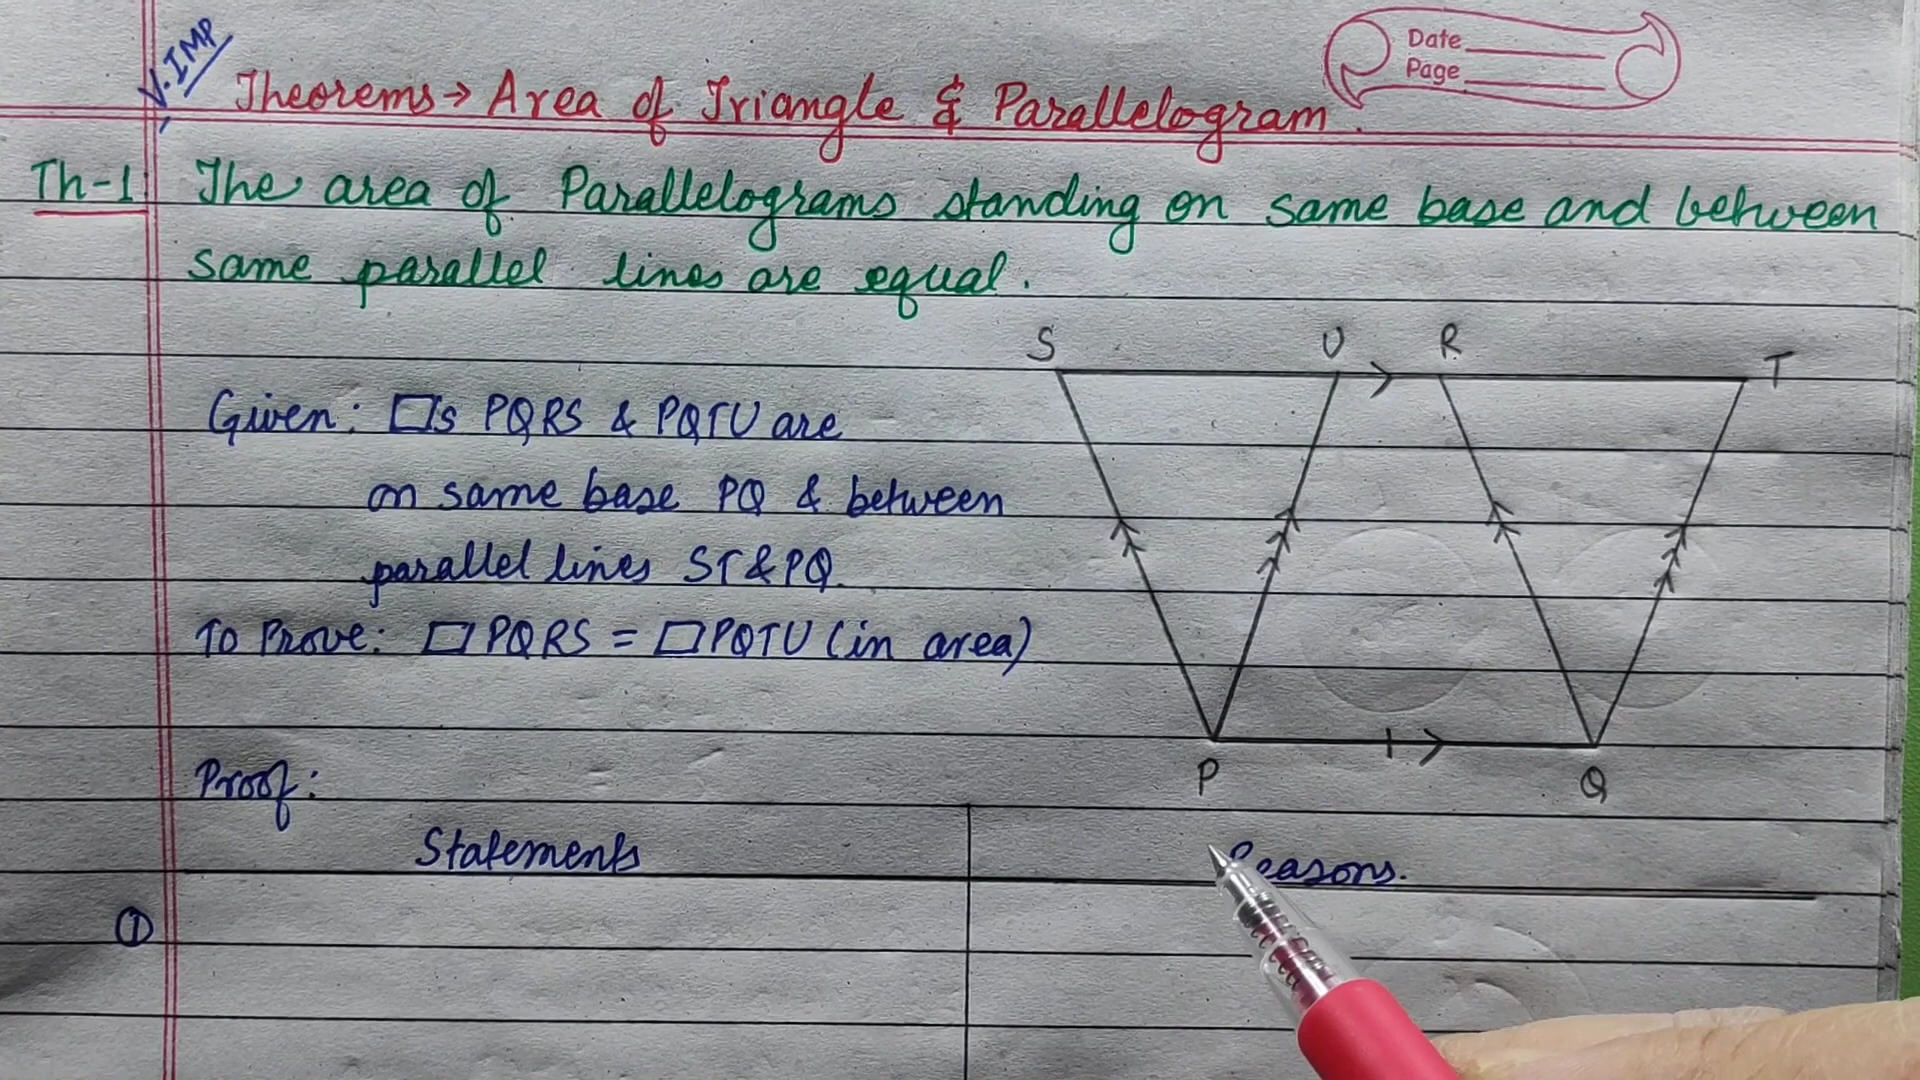 Date
Page
V. IMP
Theorems → Area of Triangle & Parallelogram.
Th-1 The area of Parallelograms standing on same base and between
same parallel lines are equal.
S U R T
Given: ▱s PQRS & PQTU are
on same base PQ & between
parallel lines ST & PQ.
To Prove: ▱PQRS = ▱PQTU (in area)
P Q
Proof:
Statements Reasons.
①